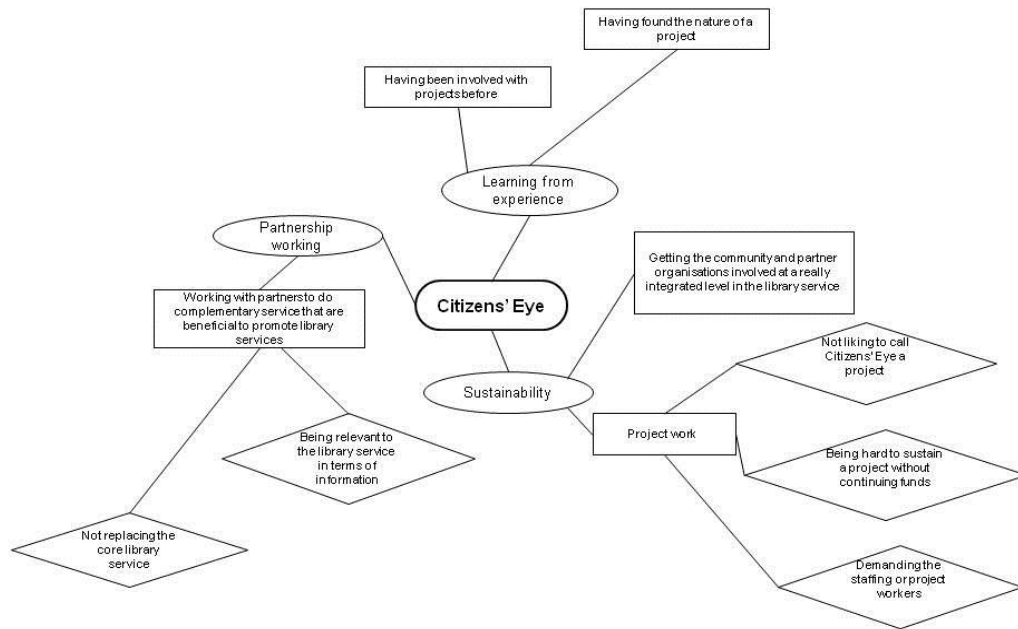 Having found the nature of a
project
Having been involved with
projects before
Learning from
experience
Partnership
working
Getting the community and partner
organisations involved at a really
integrated level in the library service
Citizens' Eye
Working with partners to do
complementary service that are
beneficial to promote library
services
Not liking to call
Citizens' Eye a
project
Sustainability
Project work
Being relevant to
the library service
in terms of
information
Being hard to sustain
a project without
continuing funds
Not replacing the
core library
service
Demanding the
staffing or project
workers